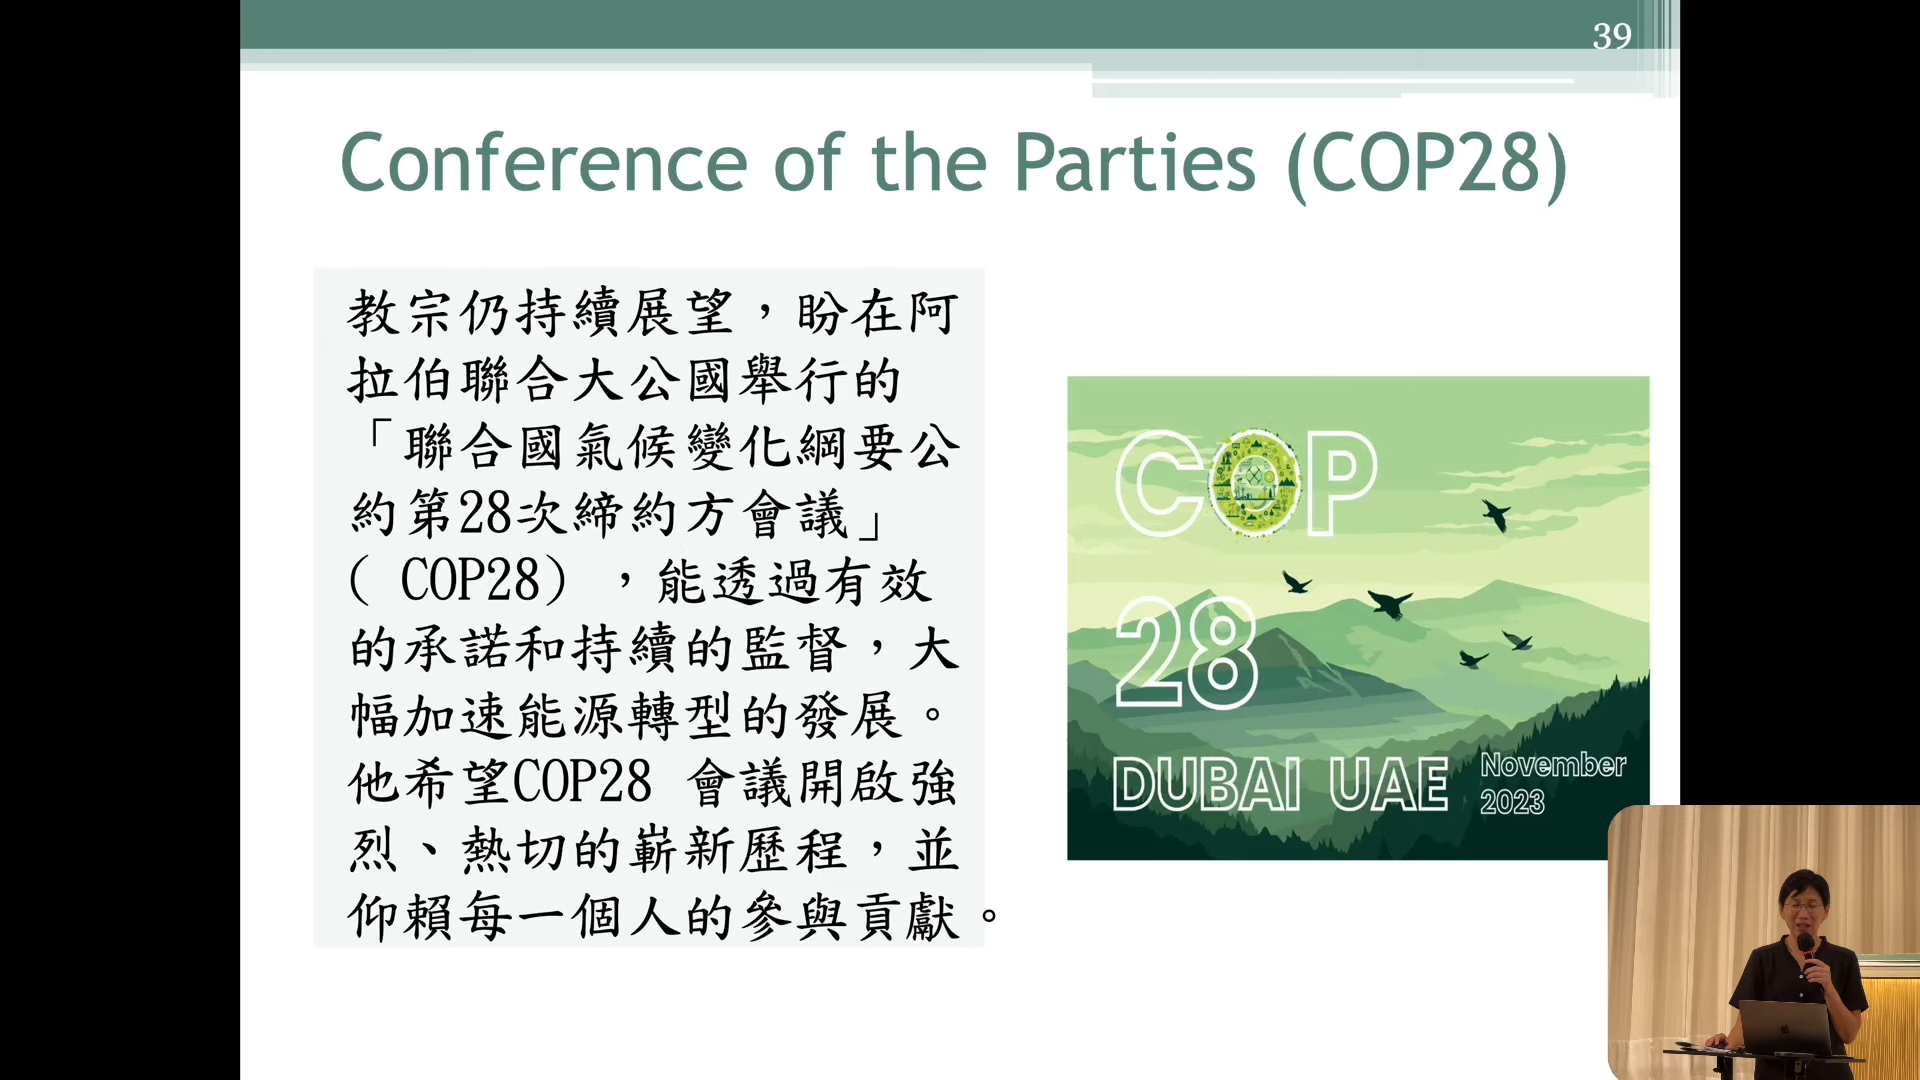 39
Conference of the Parties (COP28)
教宗仍持續展望，盼在阿
拉伯聯合大公國舉行的
「聯合國氣候變化綱要公
約第28次締約方會議」
( COP28) ，能透過有效
的承諾和持續的監督，大
幅加速能源轉型的發展。
他希望COP28 會議開啟強
烈、熱切的嶄新歷程，並
仰賴每一個人的參與貢獻。
COP
28
DUBAI UAE
November
2023